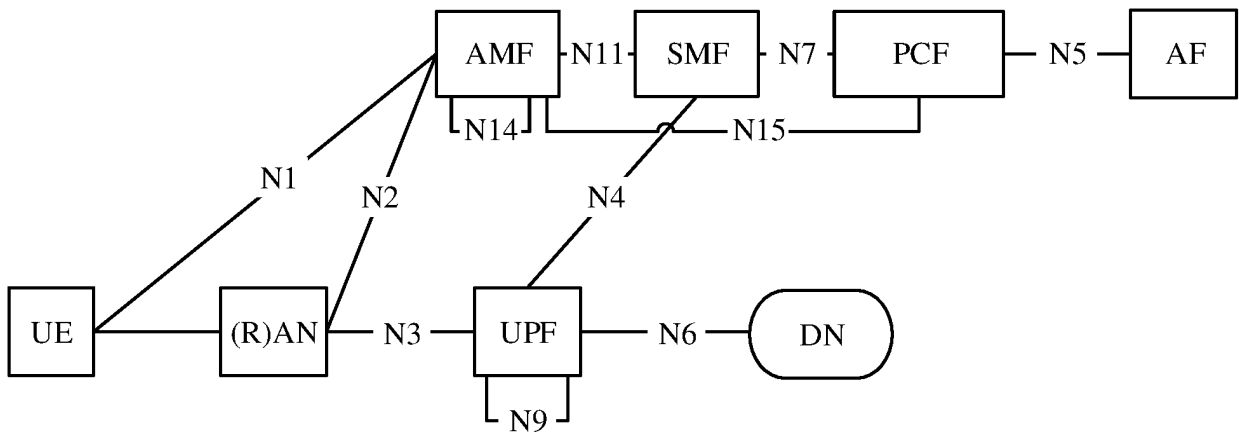 AMF N11 SMF N7 PCF N5 AF
N14 N15
N1 N2 N4
UE (R)AN N3 UPF N6 DN
N9